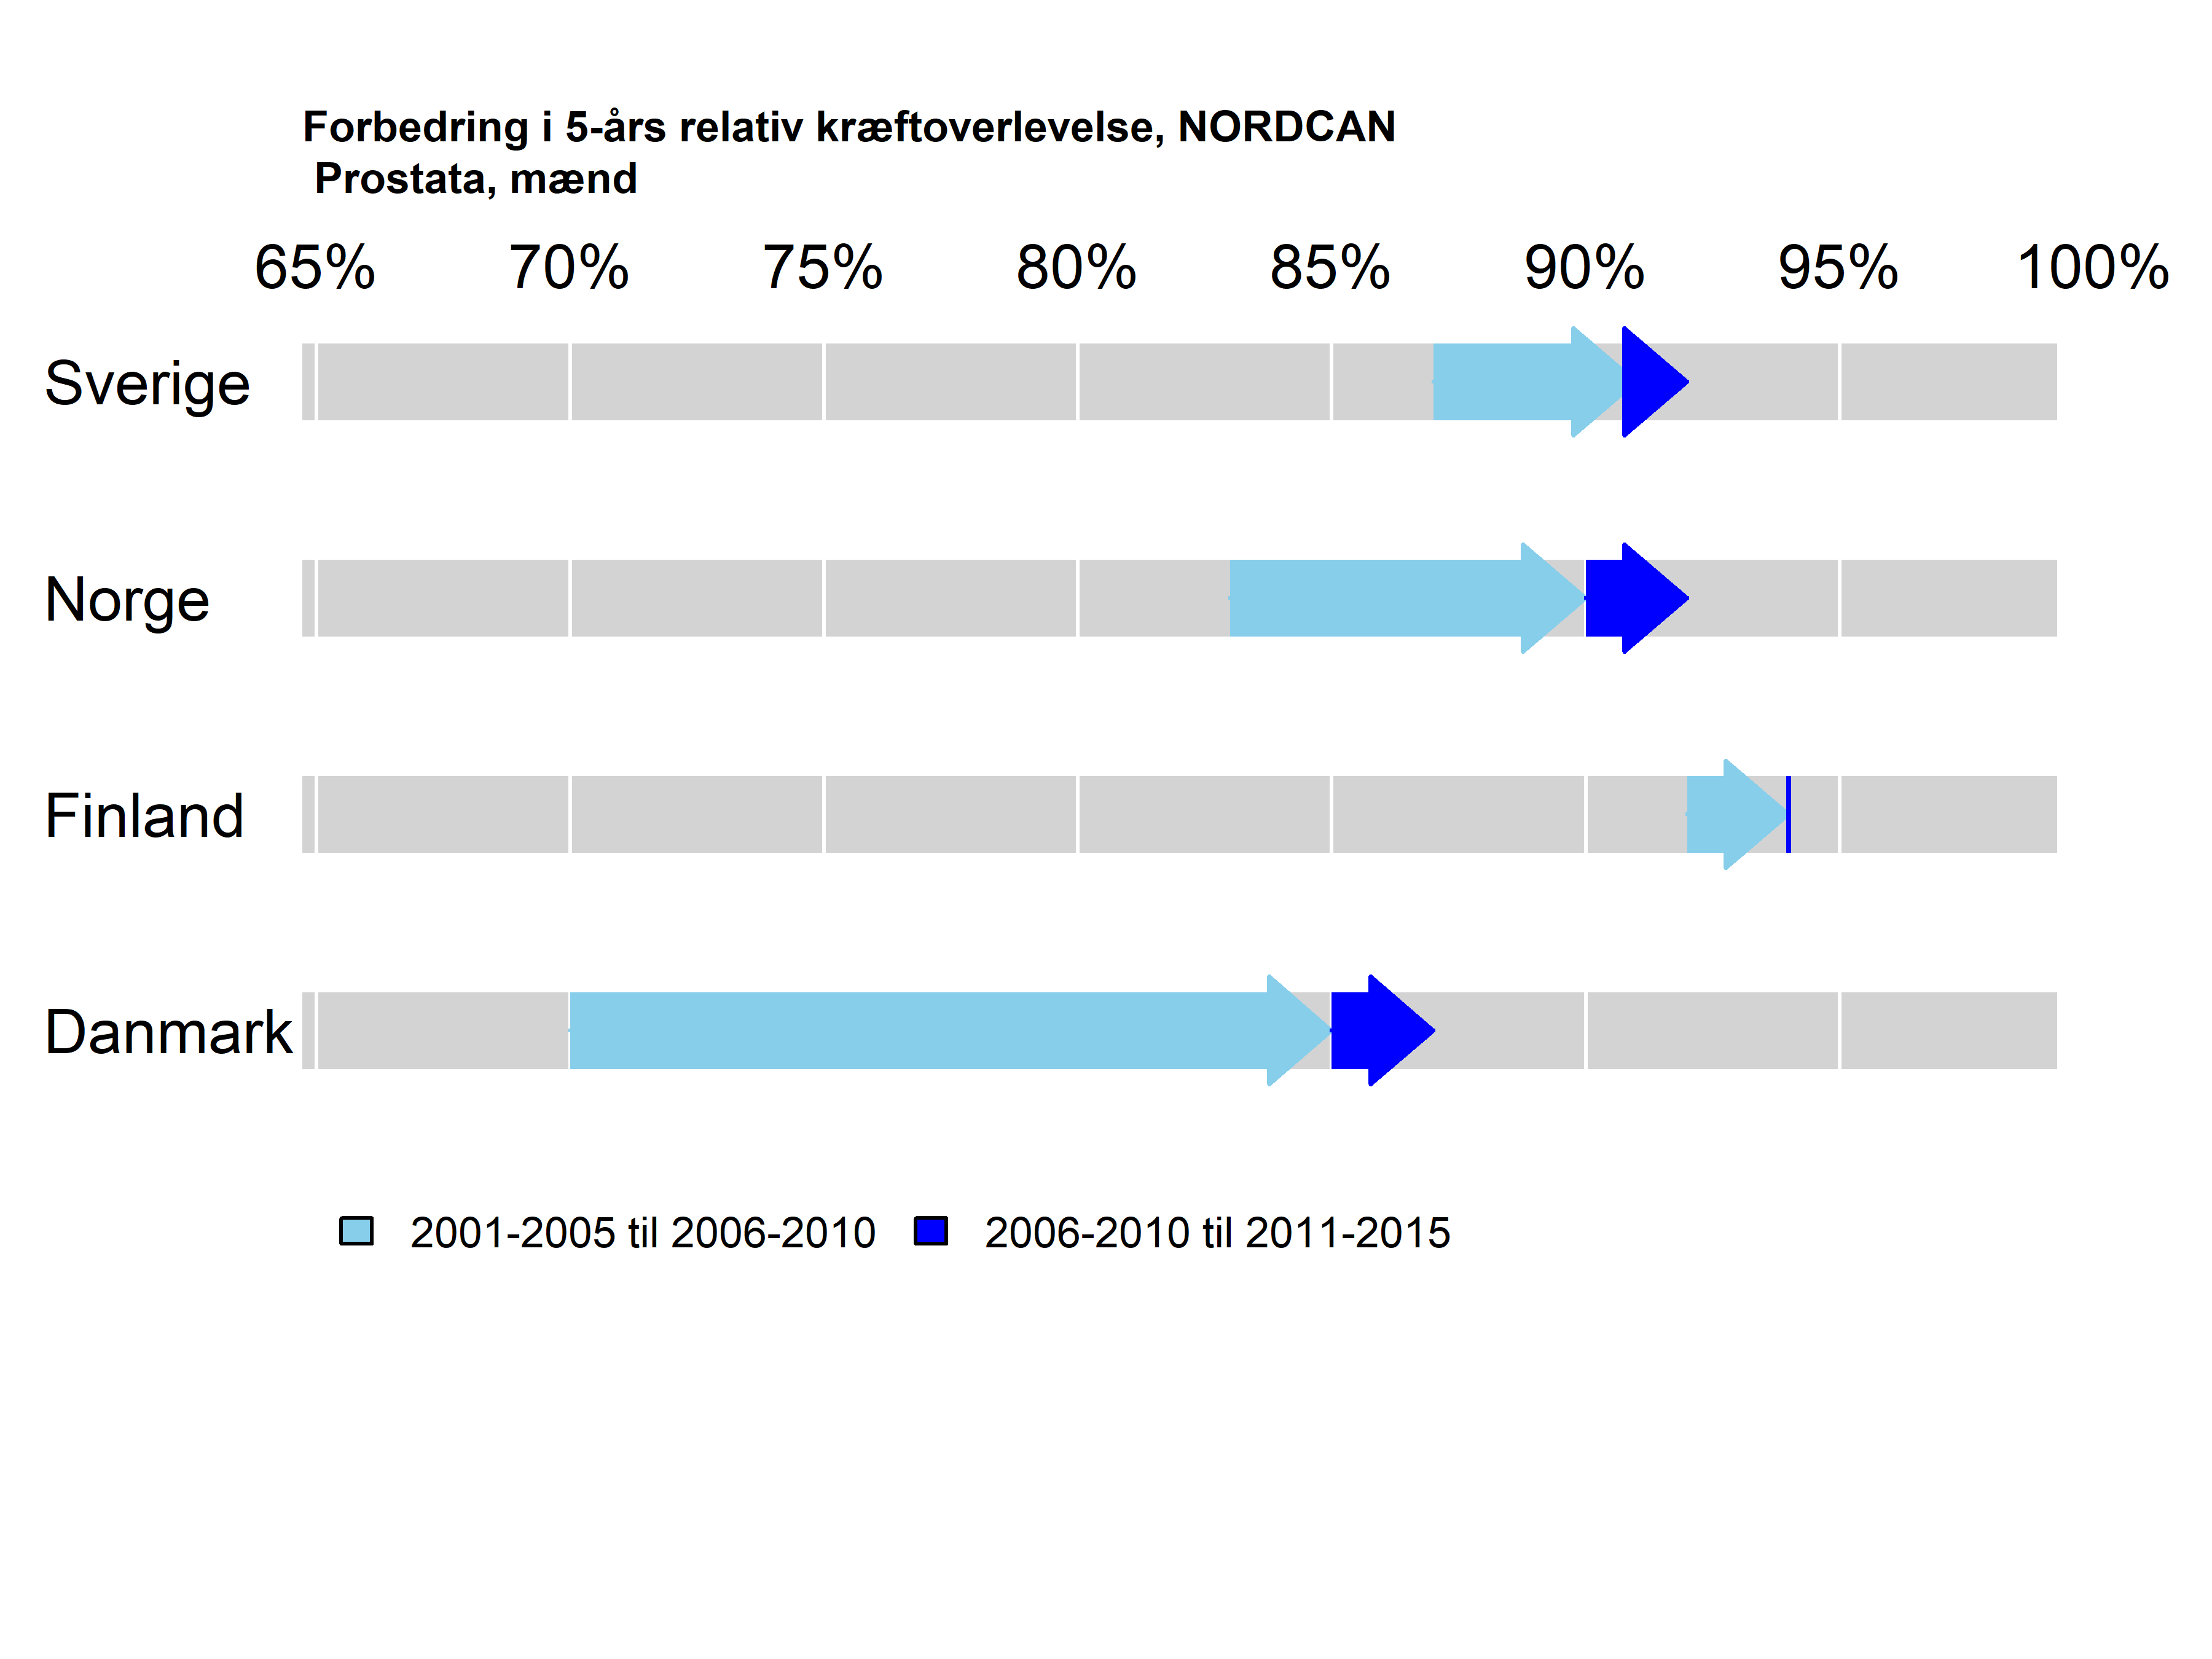 Forbedring i 5-års relativ kræftoverlevelse, NORDCAN
Prostata, mænd
65% 70% 75% 80% 85% 90% 95% 100%
Sverige
Norge
Finland
Danmark
2001-2005 til 2006-2010 2006-2010 til 2011-2015